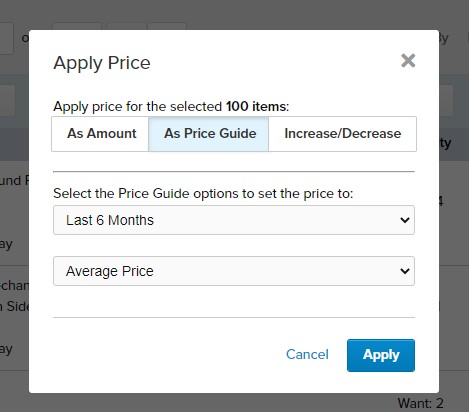 Apply Price
Apply price for the selected 100 items:
As Amount As Price Guide Increase/Decrease
Select the Price Guide options to set the price to:
Last 6 Months
Average Price
Cancel Apply
Want: 2